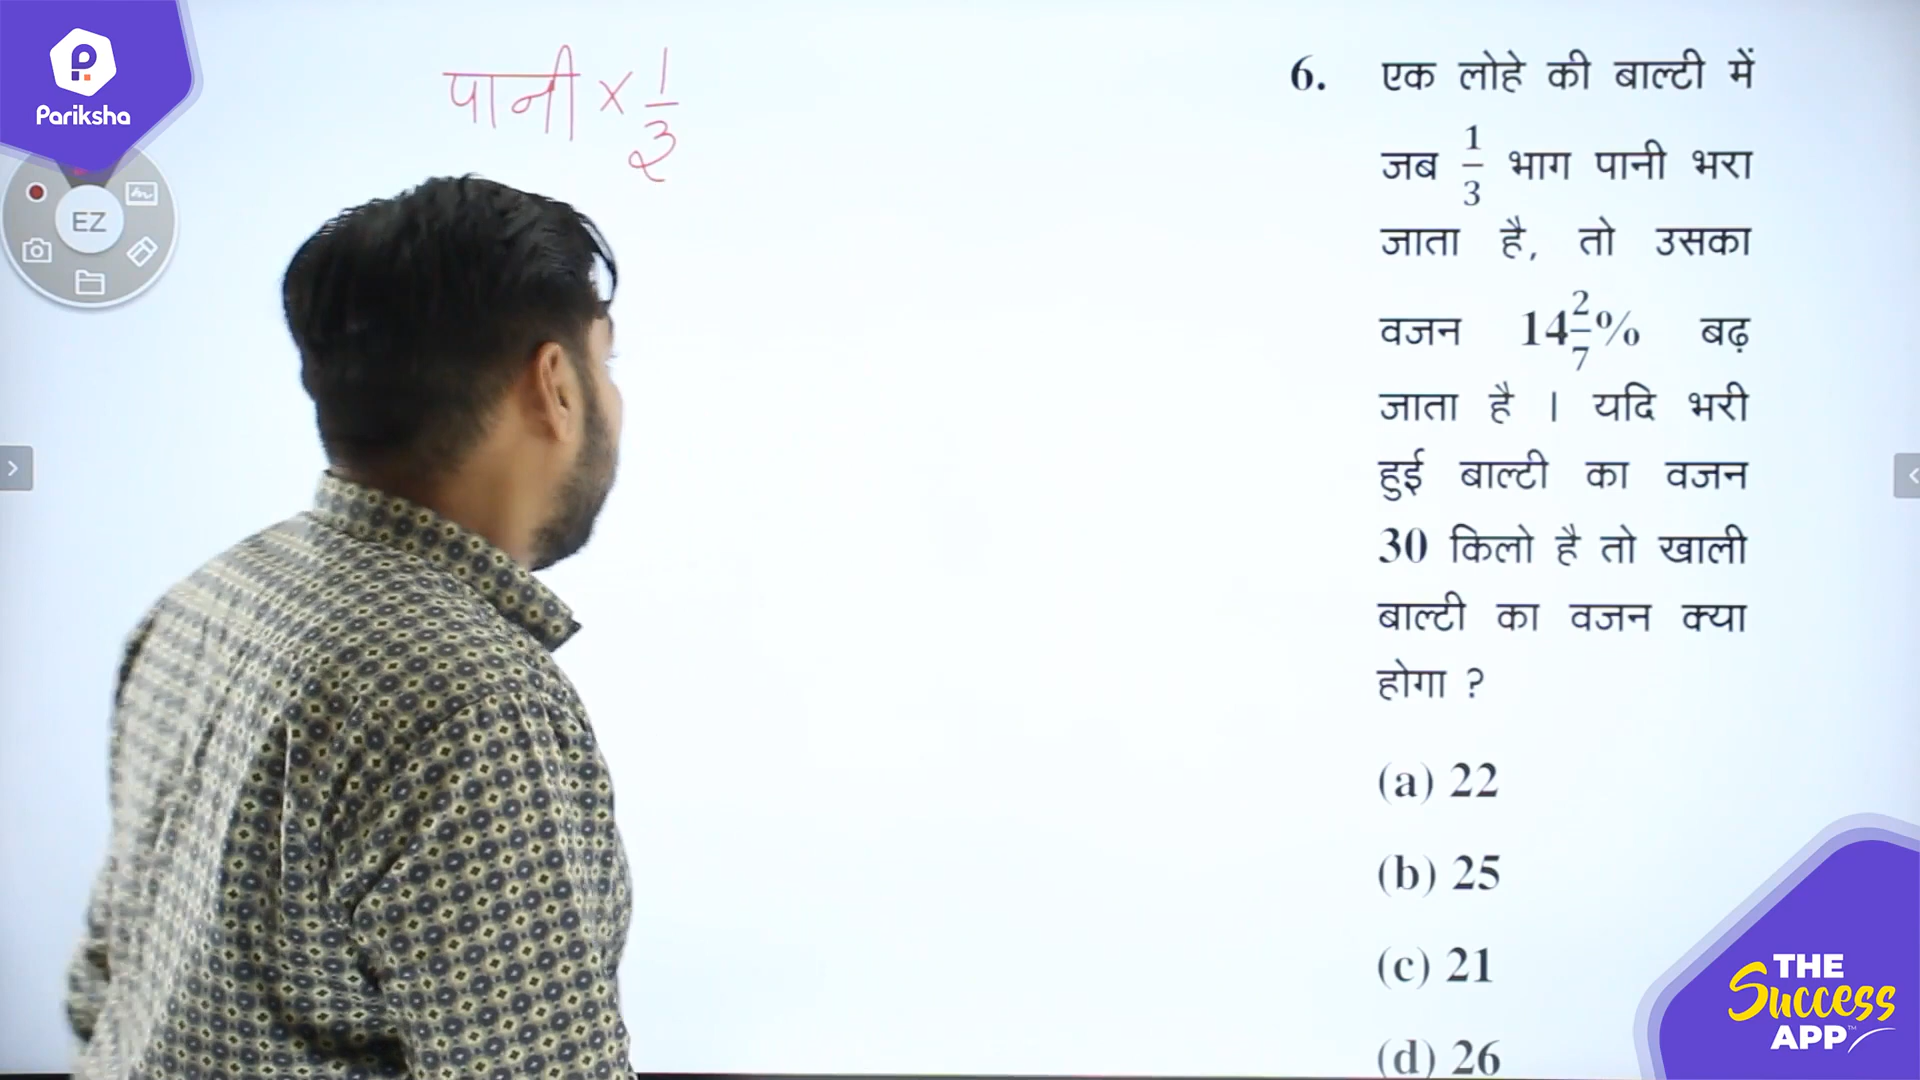 Pariksha
EZ
पानी × 1/3
6. एक लोहे की बाल्टी में
जब 1/3 भाग पानी भरा
जाता है, तो उसका
वजन 14 2/7% बढ़
जाता है । यदि भरी
हुई बाल्टी का वजन
30 किलो है तो खाली
बाल्टी का वजन क्या
होगा ?
(a) 22
(b) 25
(c) 21
(d) 26
THE
Success
APP™